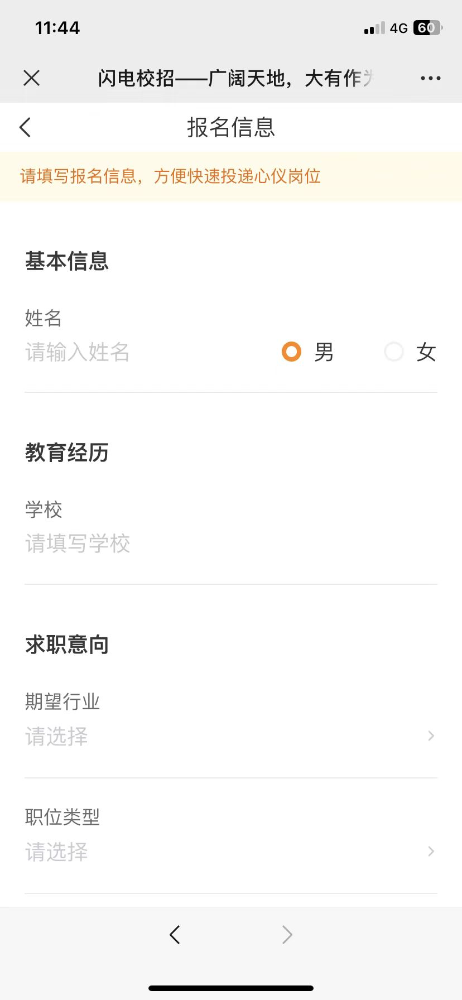 11:44
4G 60
闪电校招——广阔天地，大有作为
报名信息
请填写报名信息，方便快速投递心仪岗位
基本信息
姓名
请输入姓名 男 女
教育经历
学校
请填写学校
求职意向
期望行业
请选择
职位类型
请选择